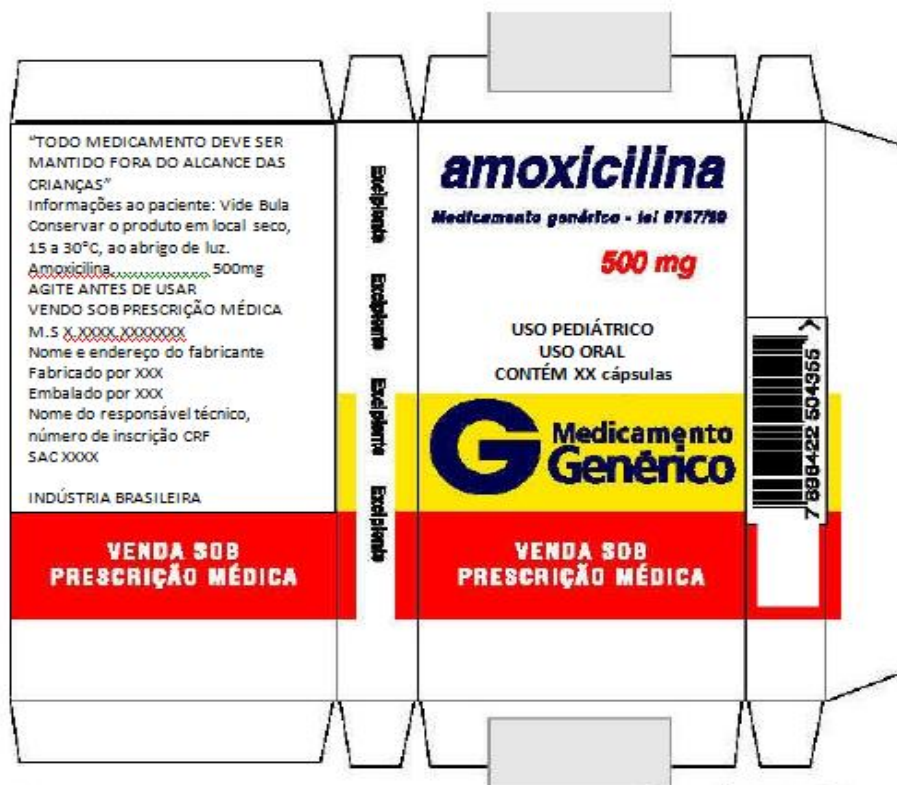 “TODO MEDICAMENTO DEVE SER
MANTIDO FORA DO ALCANCE DAS
CRIANÇAS”
Informações ao paciente: Vide Bula
Conservar o produto em local seco,
15 a 30°C, ao abrigo de luz.
Amoxicilina.................... 500mg
AGITE ANTES DE USAR
VENDO SOB PRESCRIÇÃO MÉDICA
M.S X.XXXX.XXXXXXX
Nome e endereço do fabricante
Fabricado por XXX
Embalado por XXX
Nome do responsável técnico,
número de inscrição CRF
SAC XXXX
INDÚSTRIA BRASILEIRA
VENDA SOB
PRESCRIÇÃO MÉDICA
Excipiente
Excipiente
Excipiente
Excipiente
amoxicilina
Medicamento genérico - lei 9787/99
500 mg
USO PEDIÁTRICO
USO ORAL
CONTÉM XX cápsulas
G Medicamento
Genérico
VENDA SOB
PRESCRIÇÃO MÉDICA
7 898422 504355 >